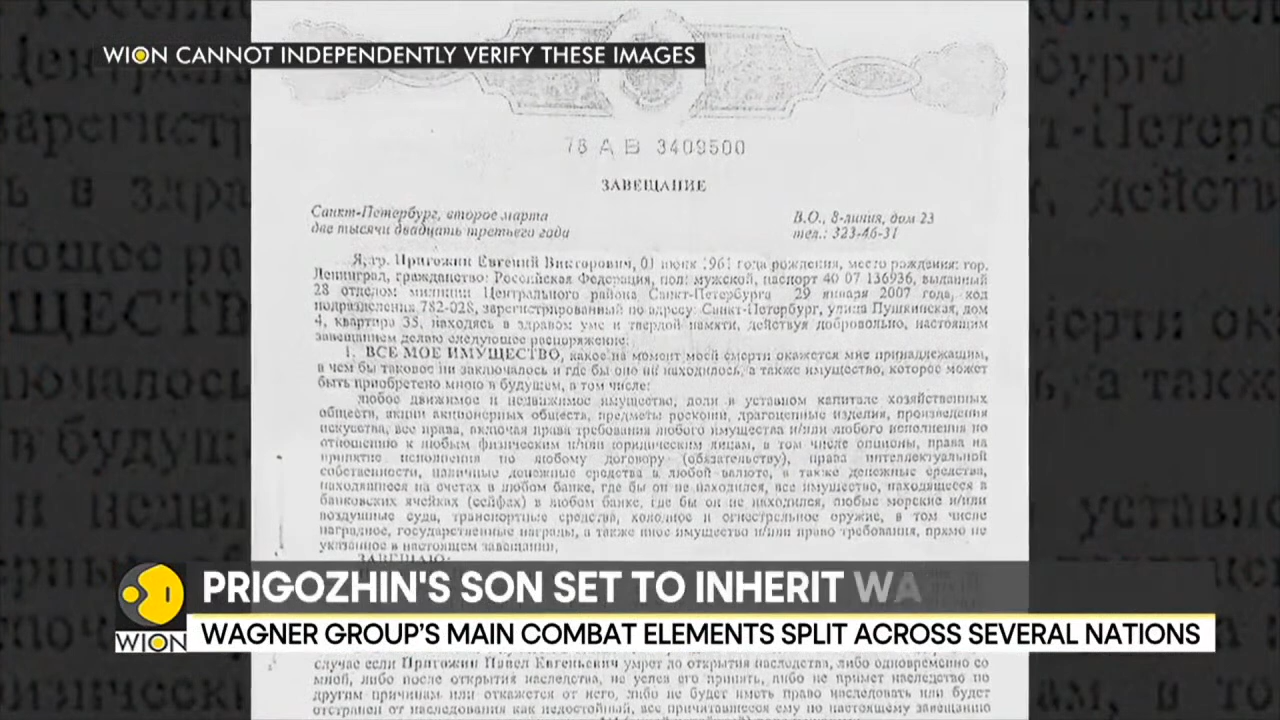 WION CANNOT INDEPENDENTLY VERIFY THESE IMAGES
78 АВ 3409500
ЗАВЕЩАНИЕ
Санкт-Петербург, второе марта
две тысячи двадцать третьего года
В.О., 8-линия, дом 23
тел.: 323-46-31
Я, гр. Пригожин Евгений Викторович, 01 июня 1961 года рождения, место рождения: гор.
Ленинград, гражданство: Российская Федерация, пол: мужской, паспорт 40 07 136936, выданный
28 отделом милиции Центрального района Санкт-Петербурга 29 января 2007 года, код
подразделения 782-028, зарегистрированный по адресу: Санкт-Петербург, улица Пушкинская, дом
4, квартира 35, находясь в здравом уме и твердой памяти, действуя добровольно, настоящим
завещанием делаю следующее распоряжение:
1. ВСЕ МОЕ ИМУЩЕСТВО, какое на момент моей смерти окажется мне принадлежащим,
в чем бы таковое ни заключалось и где бы оно ни находилось, а также имущество, которое может
быть приобретено мною в будущем, в том числе:
любое движимое и недвижимое имущество, доли в уставном капитале хозяйственных
обществ, акции акционерных обществ, предметы роскоши, драгоценные изделия, произведения
искусства, все права, включая права требования любого имущества и/или любого исполнения по
отношению к любым физическим и/или юридическим лицам, в том числе опционы, права на
принятие исполнения по любому договору (обязательству), права интеллектуальной
собственности, наличные денежные средства в любой валюте, а также денежные средства,
находящиеся на счетах в любом банке, где бы он не находился, все имущество, находящееся в
банковских ячейках (сейфах) в любом банке, где бы он не находился, любые морские и/или
воздушные суда, транспортные средства, холодное и огнестрельное оружие, в том числе
наградное, государственные награды, а также иное имущество и/или право требования, прямо не
указанное в настоящем завещании,
ЗАВЕЩАЮ:
PRIGOZHIN'S SON SET TO INHERIT WA
WION
WAGNER GROUP'S MAIN COMBAT ELEMENTS SPLIT ACROSS SEVERAL NATIONS
случае если Пригожин Павел Евгеньевич умрет до открытия наследства, либо одновременно со
мной, либо после открытия наследства, не успев его принять, либо не примет наследство по
другим причинам или откажется от него, либо не будет иметь право наследовать или будет
отстранен от наследования как недостойный, все причитавшееся ему по настоящему завещанию